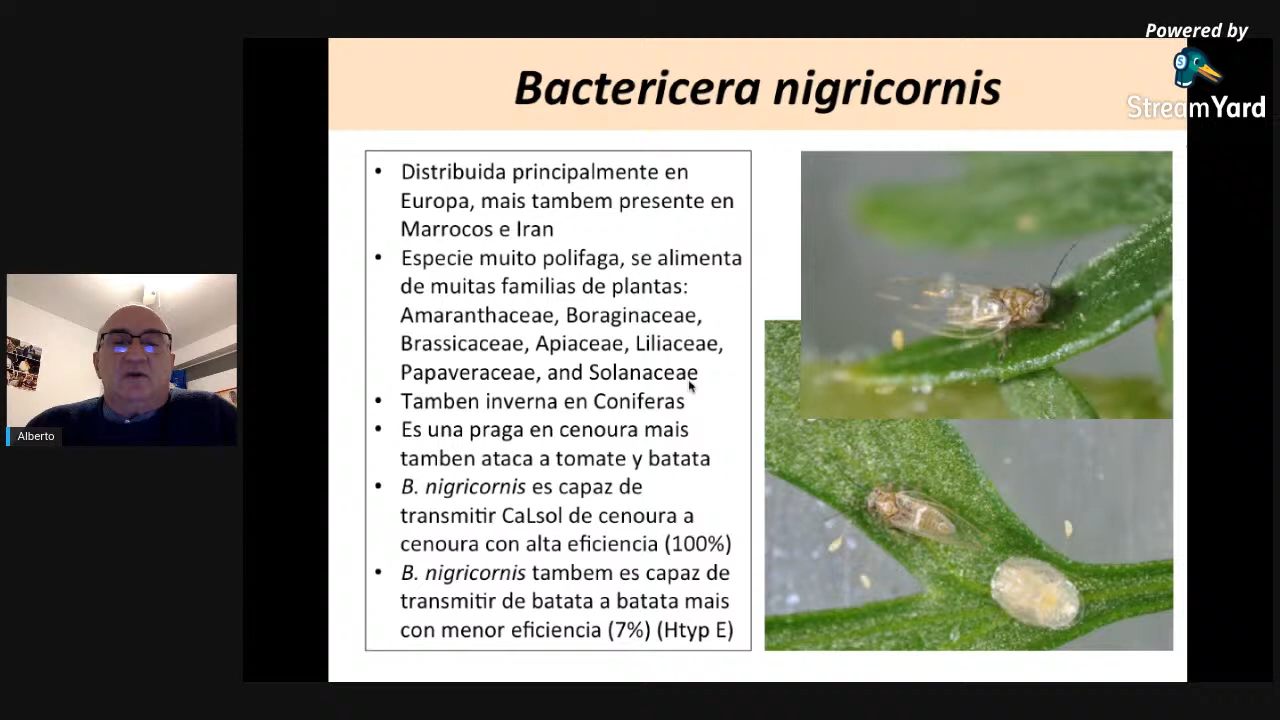 Powered by
StreamYard
Bactericera nigricornis
• Distribuida principalmente en
Europa, mais tambem presente en
Marrocos e Iran
• Especie muito polifaga, se alimenta
de muitas familias de plantas:
Amaranthaceae, Boraginaceae,
Brassicaceae, Apiaceae, Liliaceae,
Papaveraceae, and Solanaceae
• Tamben inverna en Coniferas
• Es una praga en cenoura mais
tamben ataca a tomate y batata
• B. nigricornis es capaz de
transmitir CaLsol de cenoura a
cenoura con alta eficiencia (100%)
• B. nigricornis tambem es capaz de
transmitir de batata a batata mais
con menor eficiencia (7%) (Htyp E)
Alberto